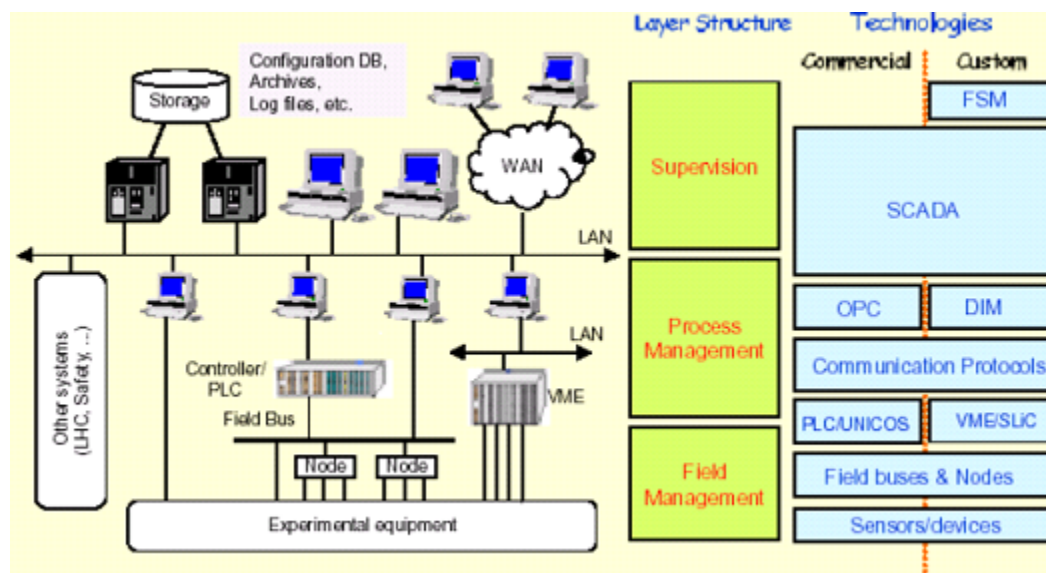 Layer Structure
Technologies
Commercial
Custom
Configuration DB,
Archives,
Log files, etc.
Storage
WAN
LAN
Other systems
(LHC, Safety, ...)
LAN
Controller/
PLC
VME
Field Bus
Node
Node
Experimental equipment
Supervision
Process
Management
Field
Management
FSM
SCADA
OPC
DIM
Communication Protocols
PLC/UNICOS
VME/SLiC
Field buses & Nodes
Sensors/devices